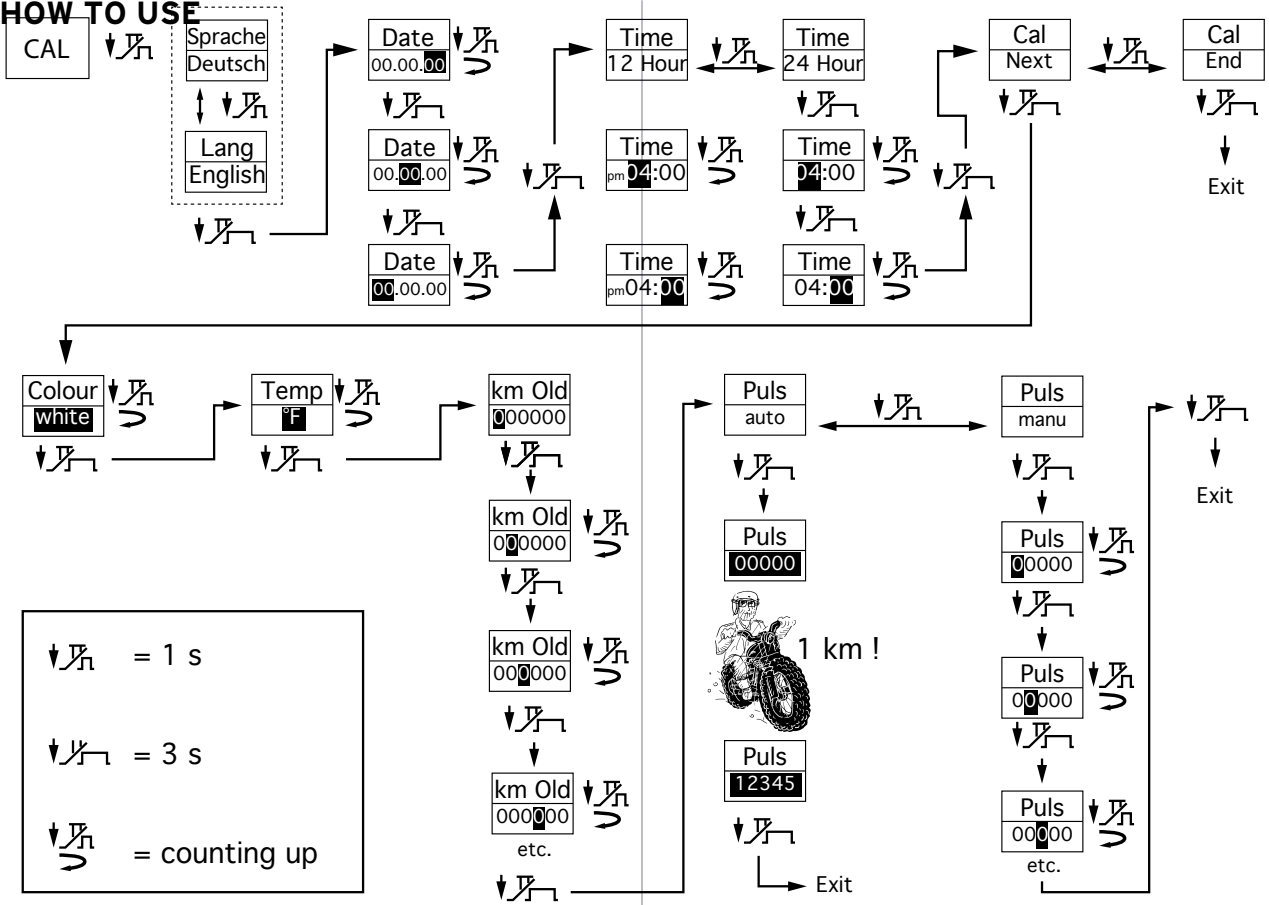 HOW TO USE
CAL
Sprache
Deutsch
Lang
English
Date
00.00.00
Date
00.00.00
Date
00.00.00
Time
12 Hour
Time
pm04:00
Time
pm04:00
Time
24 Hour
Time
04:00
Time
04:00
Cal
Next
Cal
End
Exit
Colour
white
Temp
°F
km Old
000000
km Old
000000
km Old
000000
km Old
000000
etc.
Puls
auto
Puls
00000
1 km !
Puls
12345
Exit
Puls
manu
Puls
00000
Puls
00000
Puls
00000
etc.
Exit
= 1 s
= 3 s
= counting up